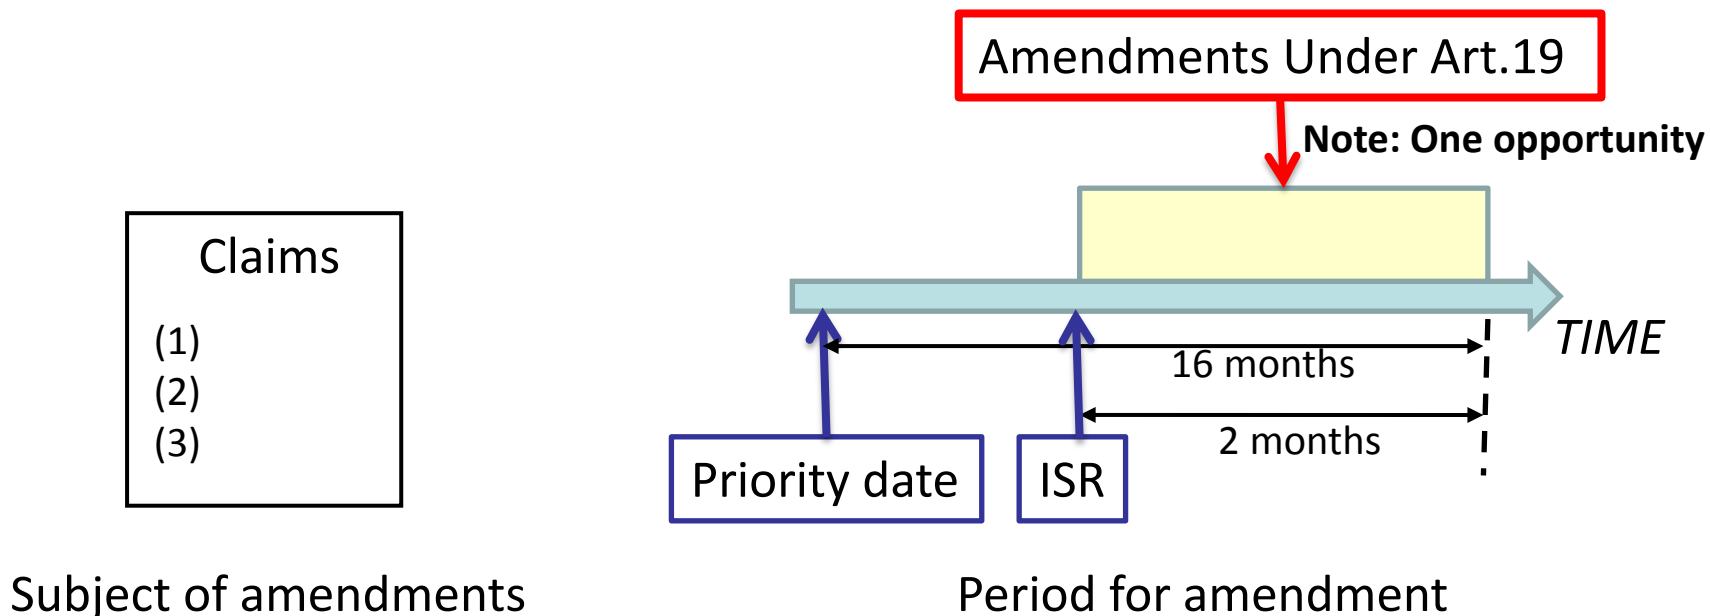 Amendments Under Art.19
Note: One opportunity
Claims
(1)
(2)
(3)
TIME
16 months
2 months
Priority date
ISR
Subject of amendments
Period for amendment